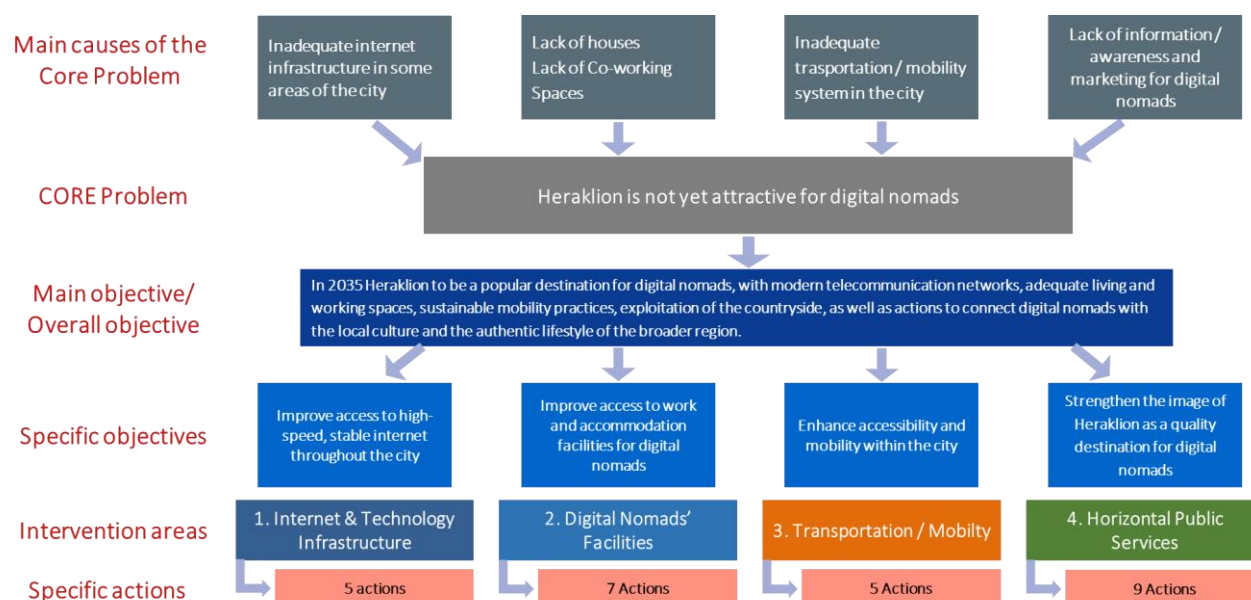 Main causes of the
Core Problem
Inadequate internet
infrastructure in some
areas of the city
Lack of houses
Lack of Co-working
Spaces
Inadequate
trasportation / mobility
system in the city
Lack of information /
awareness and
marketing for digital
nomads
CORE Problem
Heraklion is not yet attractive for digital nomads
Main objective/
Overall objective
In 2035 Heraklion to be a popular destination for digital nomads, with modern telecommunication networks, adequate living and
working spaces, sustainable mobility practices, exploitation of the countryside, as well as actions to connect digital nomads with
the local culture and the authentic lifestyle of the broader region.
Specific objectives
Improve access to high-
speed, stable internet
throughout the city
Improve access to work
and accommodation
facilities for digital
nomads
Enhance accessibility and
mobility within the city
Strengthen the image of
Heraklion as a quality
destination for digital
nomads
Intervention areas
1. Internet & Technology
Infrastructure
2. Digital Nomads'
Facilities
3. Transportation / Mobilty
4. Horizontal Public
Services
Specific actions
5 actions
7 Actions
5 Actions
9 Actions